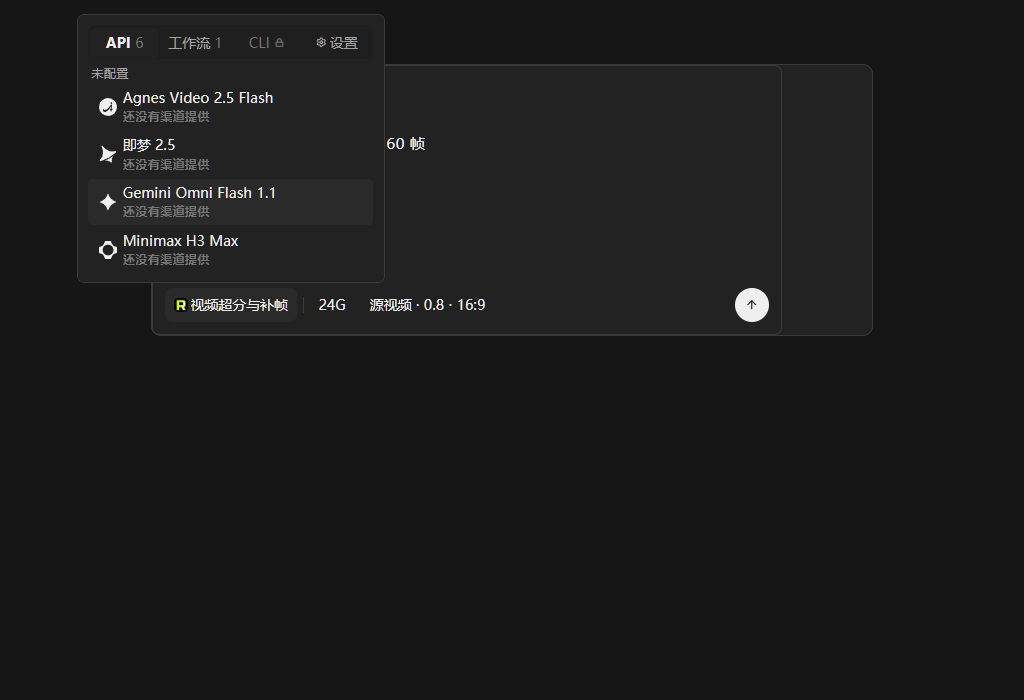 API 6 工作流 1 CLI 设置
未配置
Agnes Video 2.5 Flash
还没有渠道提供
即梦 2.5
还没有渠道提供
60 帧
Gemini Omni Flash 1.1
还没有渠道提供
Minimax H3 Max
还没有渠道提供
R 视频超分与补帧 24G 源视频 · 0.8 · 16:9